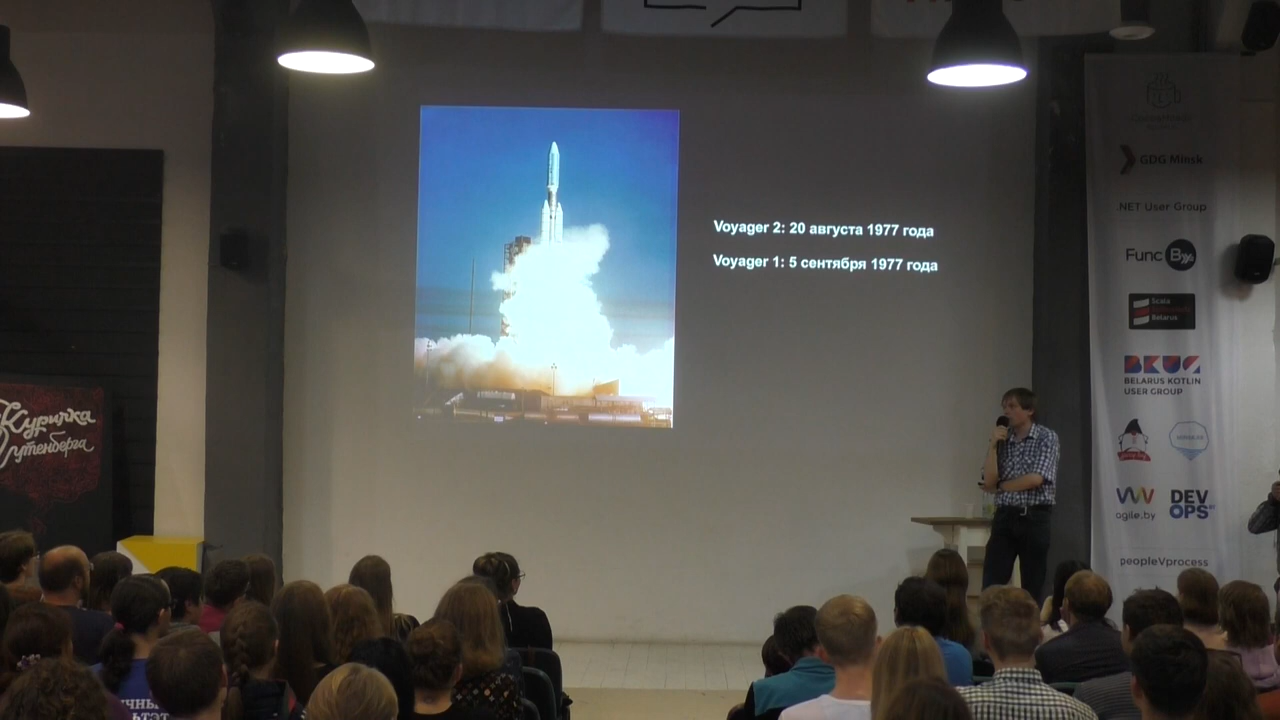 Voyager 2: 20 августа 1977 года
Voyager 1: 5 сентября 1977 года
GDG Minsk
.NET User Group
Func By
Scala
Belarus
BKUG
BELARUS KOTLIN
USER GROUP
agile.by
DEV
OPS
peopleVprocess
Курилка
Гутенберга